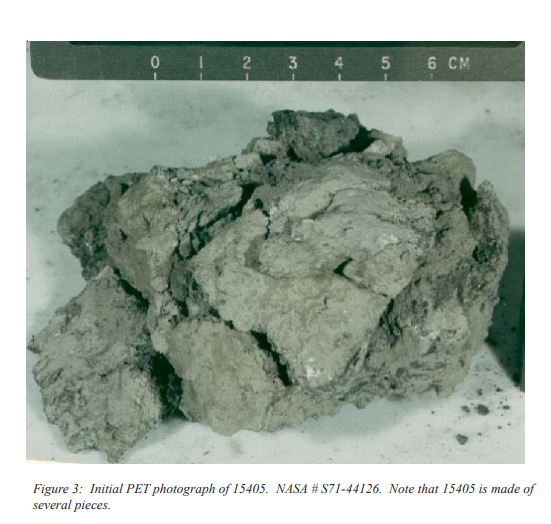 0 1 2 3 4 5 6 CM
Figure 3: Initial PET photograph of 15405. NASA # S71-44126. Note that 15405 is made of
several pieces.